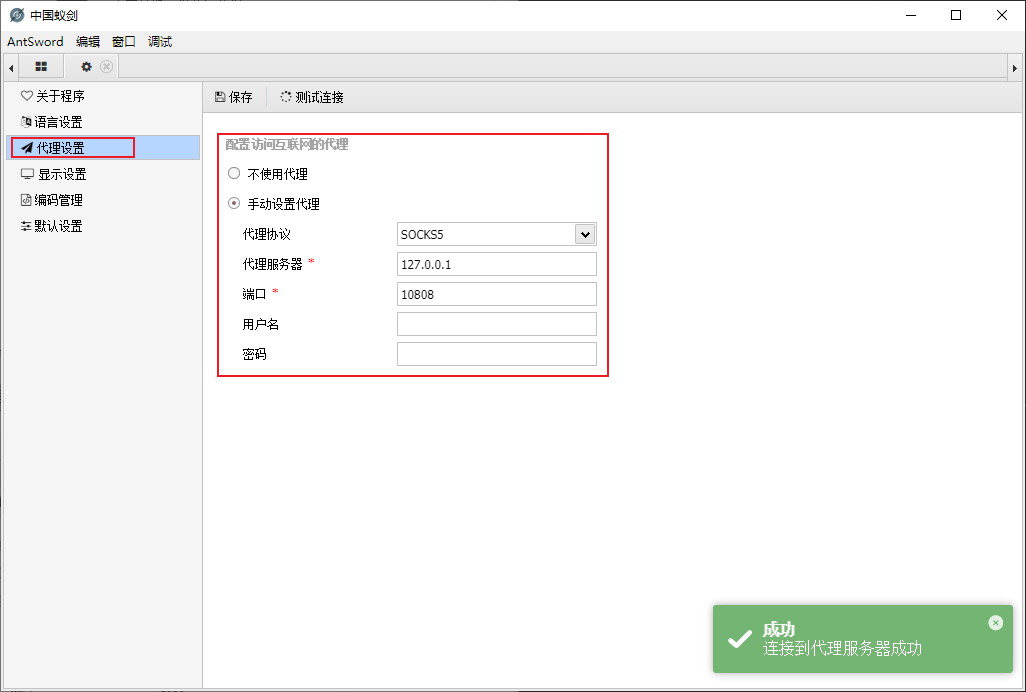 中国蚁剑
AntSword 编辑 窗口 调试
关于程序
语言设置
代理设置
显示设置
编码管理
默认设置
保存 测试连接
配置访问互联网的代理
不使用代理
手动设置代理
代理协议 SOCKS5
代理服务器 * 127.0.0.1
端口 * 10808
用户名
密码
成功
连接到代理服务器成功